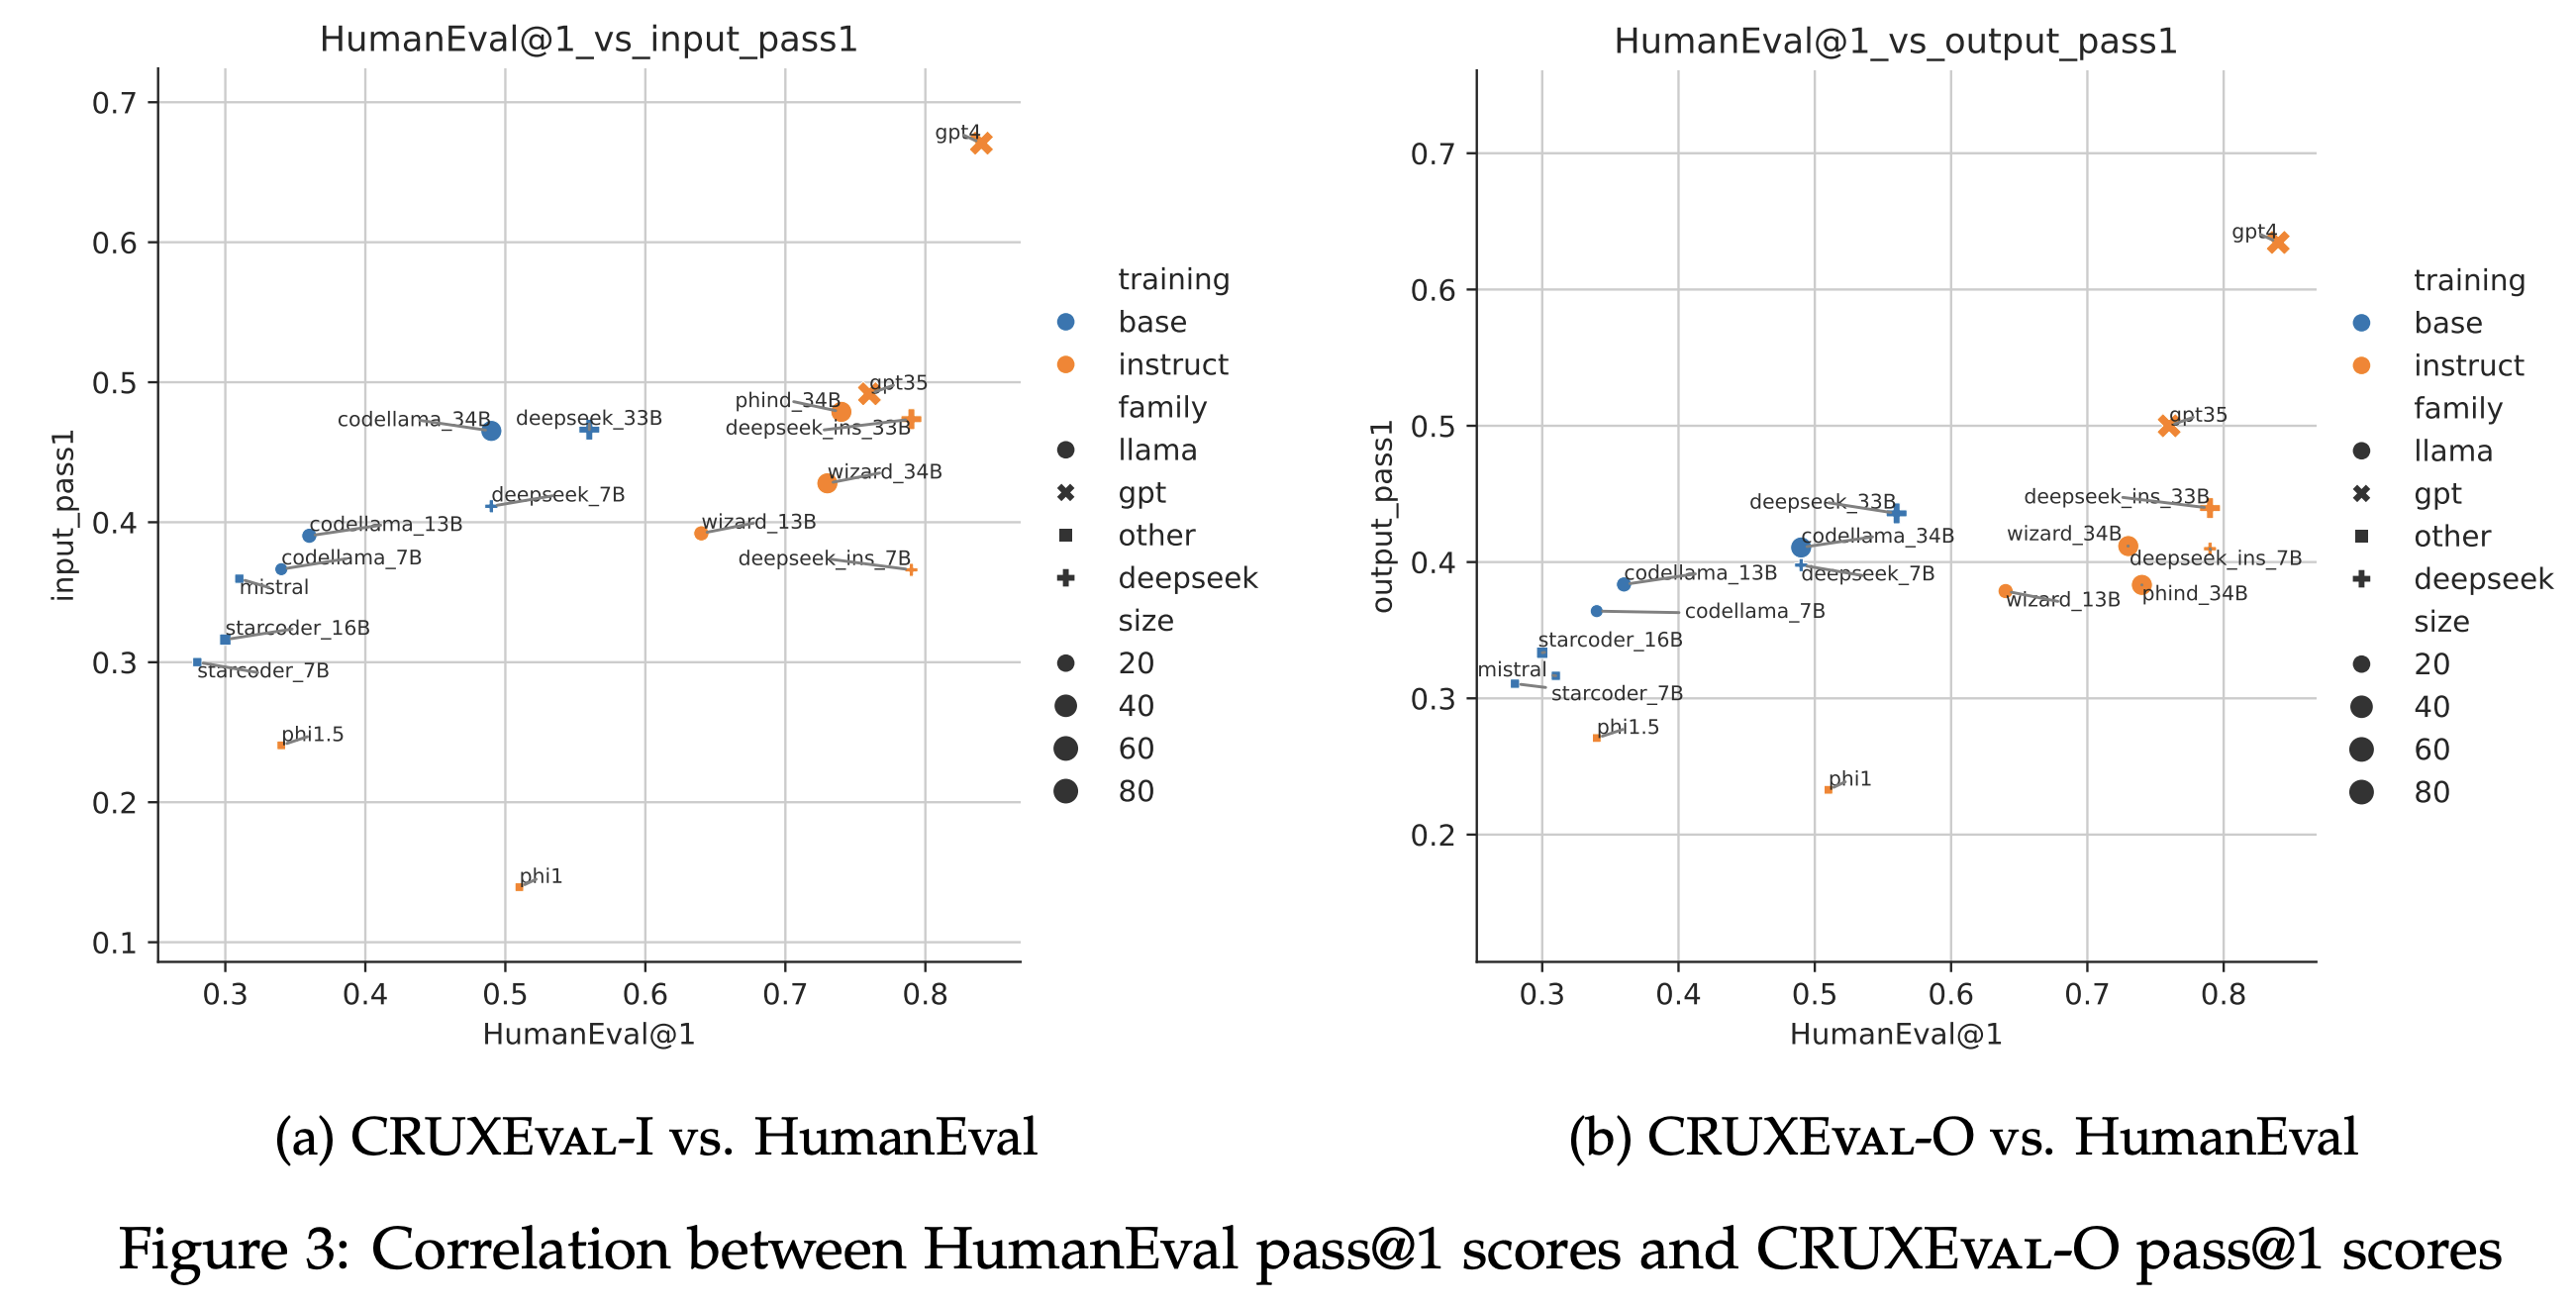 HumanEval@1_vs_input_pass1
0.7
0.6
0.5
0.4
0.3
0.2
0.1
input_pass1
gpt4
gpt35
phind_34B
codellama_34B
deepseek_33B
deepseek_ins_33B
wizard_34B
deepseek_7B
codellama_13B
wizard_13B
codellama_7B
deepseek_ins_7B
mistral
starcoder_16B
starcoder_7B
phi1.5
phi1
0.3 0.4 0.5 0.6 0.7 0.8
HumanEval@1
training
base
instruct
family
llama
gpt
other
deepseek
size
20
40
60
80
(a) CRUXEVAL-I vs. HumanEval
HumanEval@1_vs_output_pass1
0.7
0.6
0.5
0.4
0.3
0.2
output_pass1
gpt4
gpt35
deepseek_33B
deepseek_ins_33B
codellama_34B
wizard_34B
deepseek_ins_7B
codellama_13B
deepseek_7B
phind_34B
wizard_13B
codellama_7B
starcoder_16B
mistral
starcoder_7B
phi1.5
phi1
0.3 0.4 0.5 0.6 0.7 0.8
HumanEval@1
training
base
instruct
family
llama
gpt
other
deepseek
size
20
40
60
80
(b) CRUXEVAL-O vs. HumanEval
Figure 3: Correlation between HumanEval pass@1 scores and CRUXEVAL-O pass@1 scores